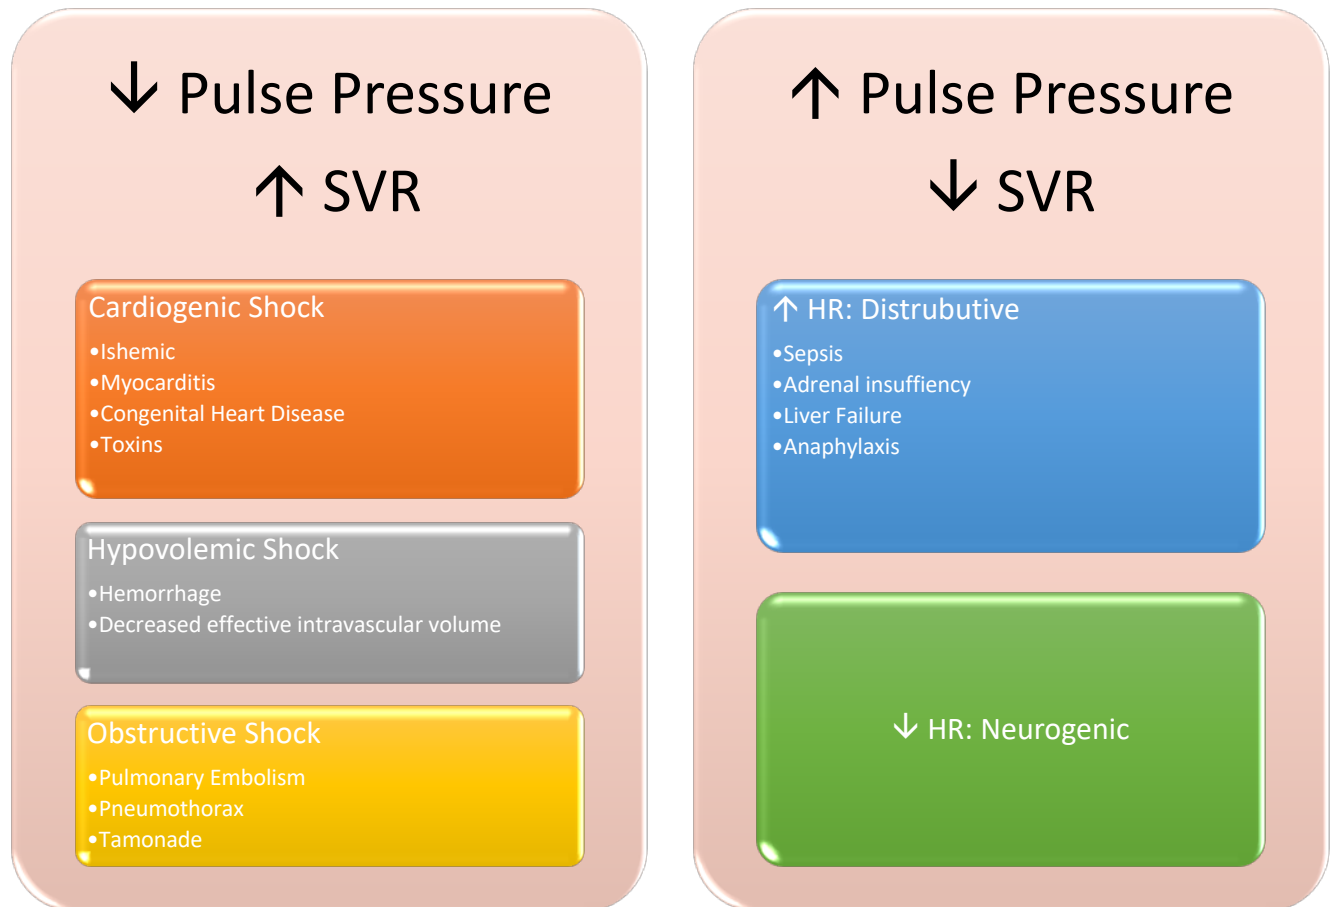 ↓ Pulse Pressure
↑ SVR
Cardiogenic Shock
•Ishemic
•Myocarditis
•Congenital Heart Disease
•Toxins
Hypovolemic Shock
•Hemorrhage
•Decreased effective intravascular volume
Obstructive Shock
•Pulmonary Embolism
•Pneumothorax
•Tamonade
↑ Pulse Pressure
↓ SVR
↑ HR: Distrubutive
•Sepsis
•Adrenal insuffiency
•Liver Failure
•Anaphylaxis
↓ HR: Neurogenic